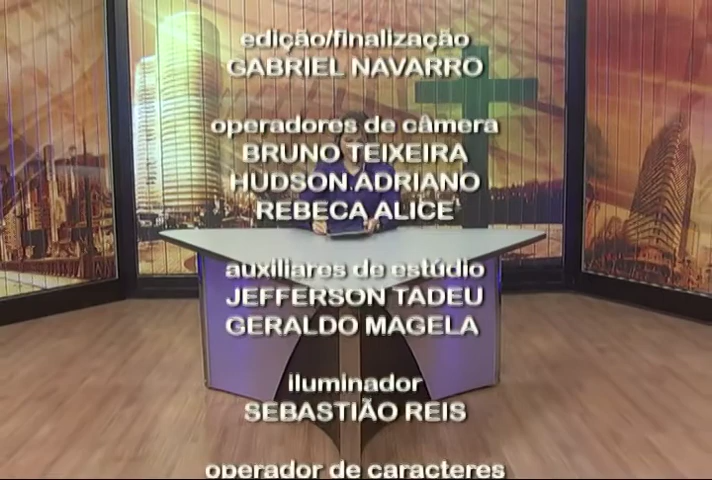 edição/finalização
GABRIEL NAVARRO
operadores de câmera
BRUNO TEIXEIRA
HUDSON ADRIANO
REBECA ALICE
auxiliares de estúdio
JEFFERSON TADEU
GERALDO MAGELA
iluminador
SEBASTIÃO REIS
operador de caracteres